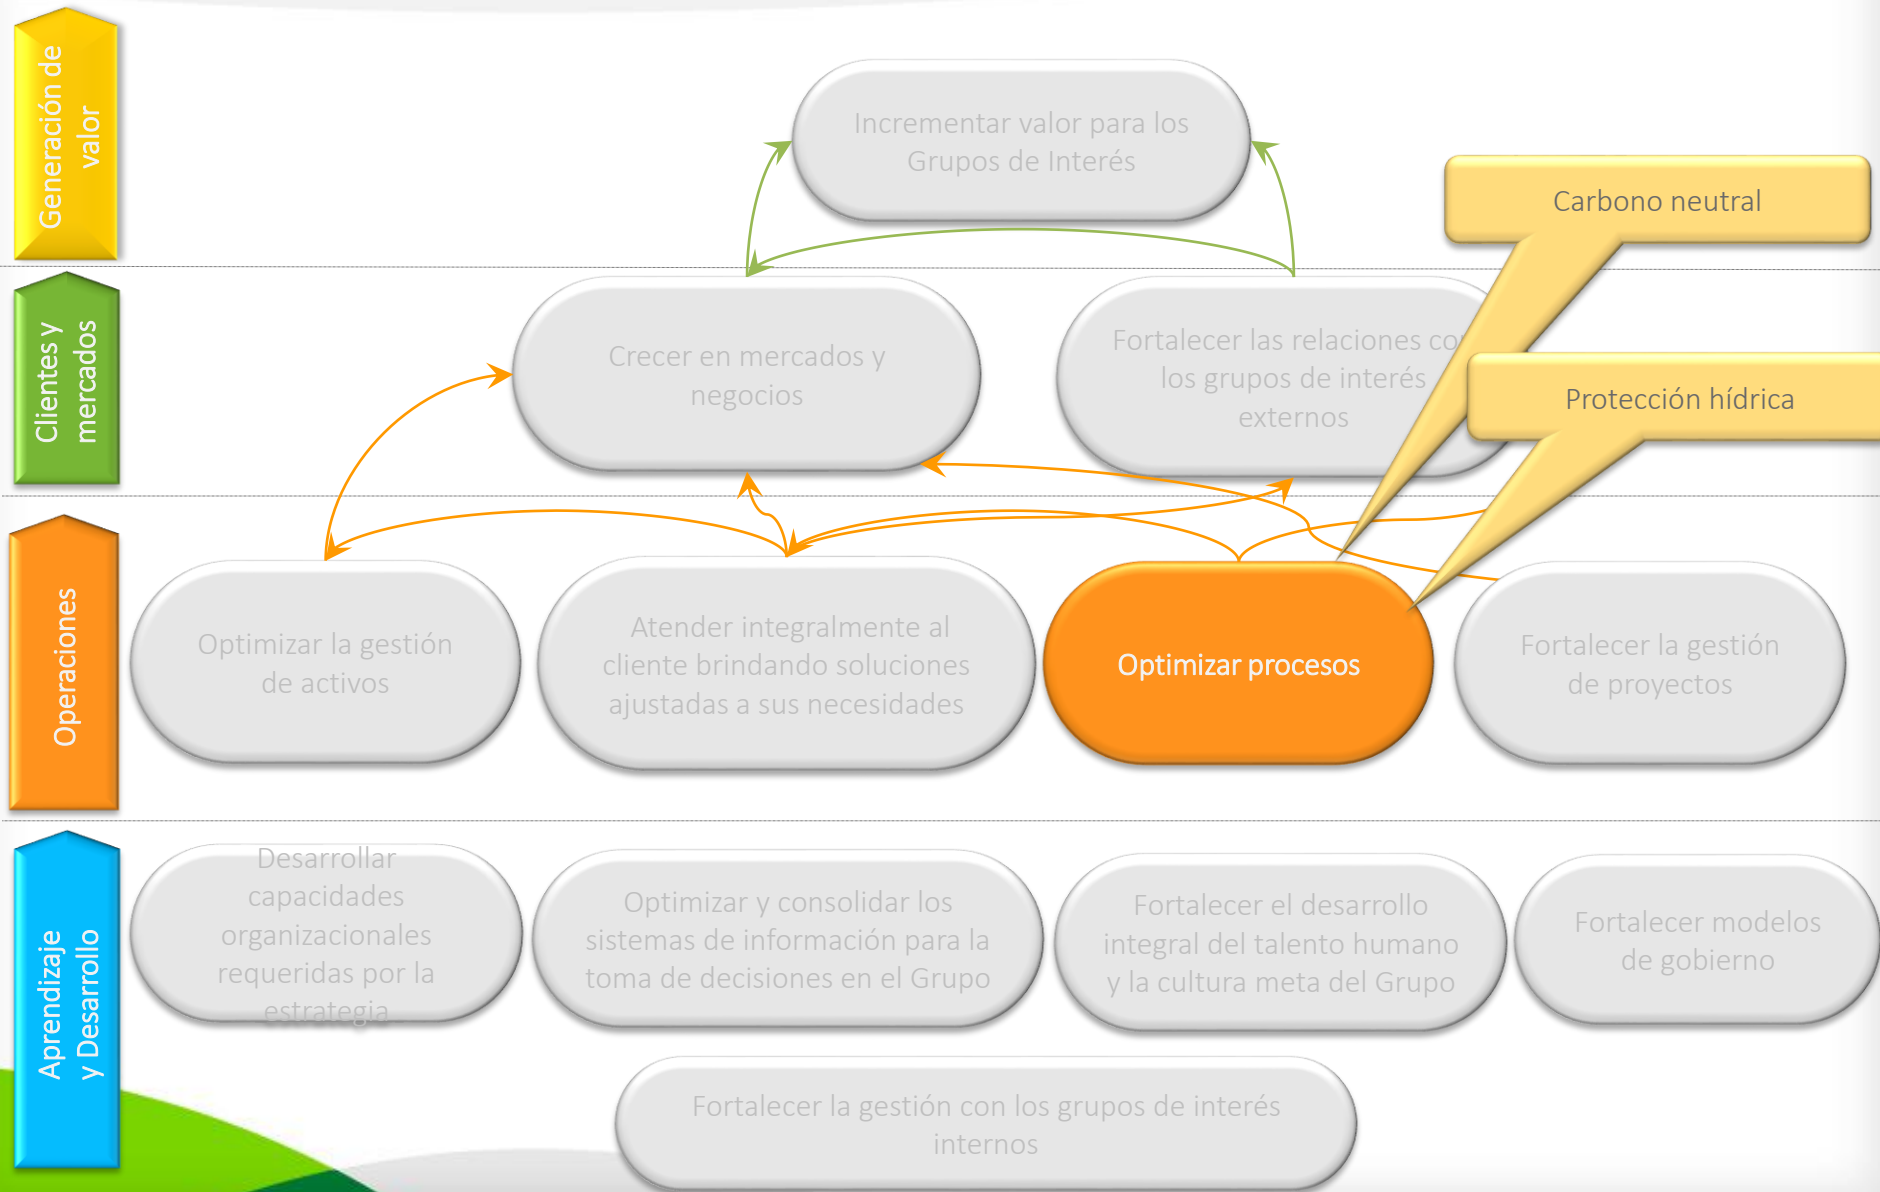 Generación de
valor
Incrementar valor para los
Grupos de Interés
Carbono neutral
Clientes y
mercados
Crecer en mercados y
negocios
Fortalecer las relaciones co
los grupos de interés
externos
Protección hídrica
Operaciones
Optimizar la gestión
de activos
Atender integralmente al
cliente brindando soluciones
ajustadas a sus necesidades
Optimizar procesos
Fortalecer la gestión
de proyectos
Aprendizaje
y Desarrollo
Desarrollar
capacidades
organizacionales
requeridas por la
estrategia
Optimizar y consolidar los
sistemas de información para la
toma de decisiones en el Grupo
Fortalecer el desarrollo
integral del talento humano
y la cultura meta del Grupo
Fortalecer modelos
de gobierno
Fortalecer la gestión con los grupos de interés
internos